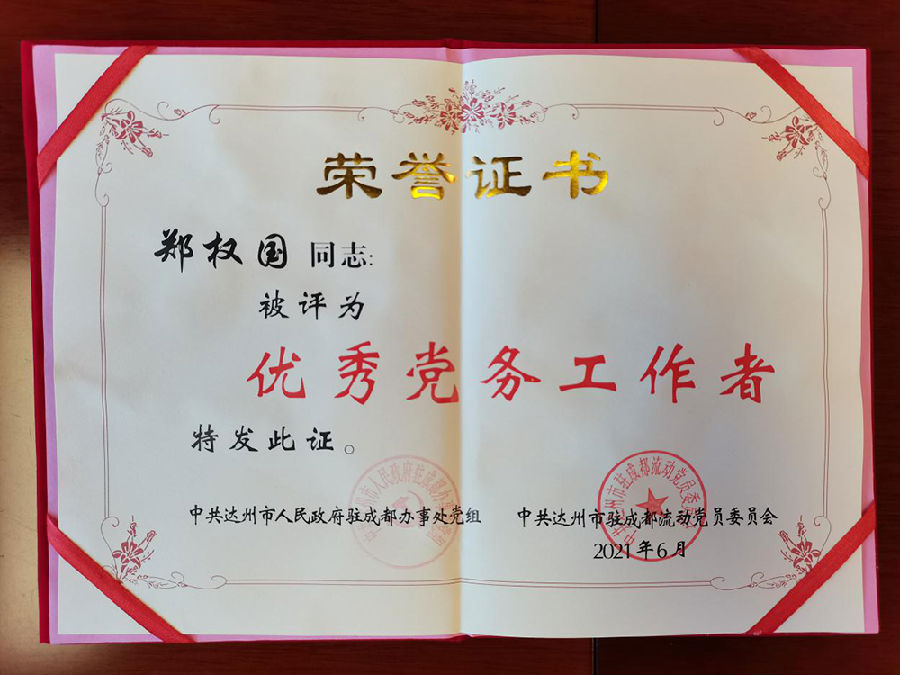 荣誉证书
郑权国 同志:
被评为
优秀党务工作者
特发此证。
中共达州市人民政府驻成都办事处党组
中共达州市驻成都流动党员委员会
2021年6月